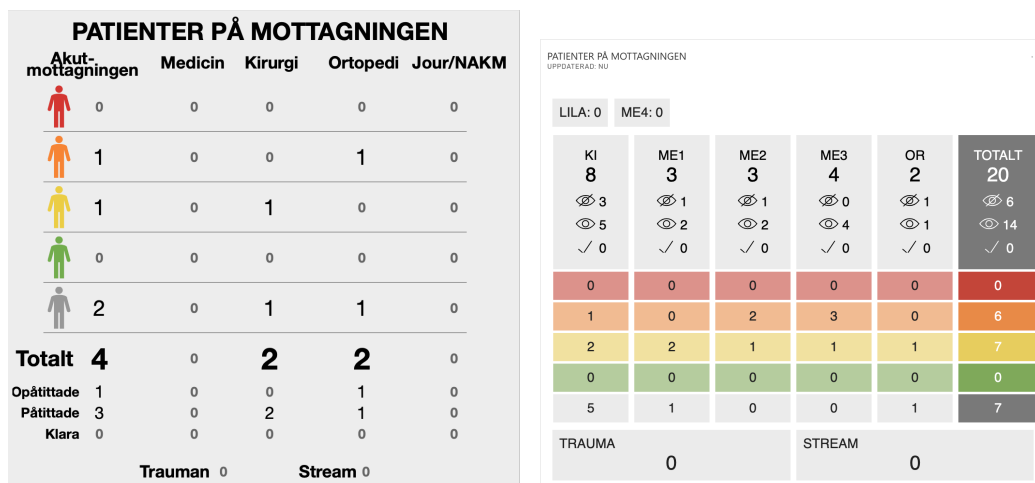 PATIENTER PÅ MOTTAGNINGEN
Akut-
mottagningen Medicin Kirurgi Ortopedi Jour/NAKM
0 0 0 0 0
1 0 0 1 0
1 0 1 0 0
0 0 0 0 0
2 0 1 1 0
Totalt 4 0 2 2 0
Opåtittade 1 0 0 1 0
Påtittade 3 0 2 1 0
Klara 0 0 0 0 0
Trauman 0 Stream 0
PATIENTER PÅ MOTTAGNINGEN
UPPDATERAD: NU
LILA: 0 ME4: 0
KI ME1 ME2 ME3 OR TOTALT
8 3 3 4 2 20
3 1 1 0 1 6
5 2 2 4 1 14
0 0 0 0 0 0
0 0 0 0 0 0
1 0 2 3 0 6
2 2 1 1 1 7
0 0 0 0 0 0
5 1 0 0 1 7
TRAUMA STREAM
0 0